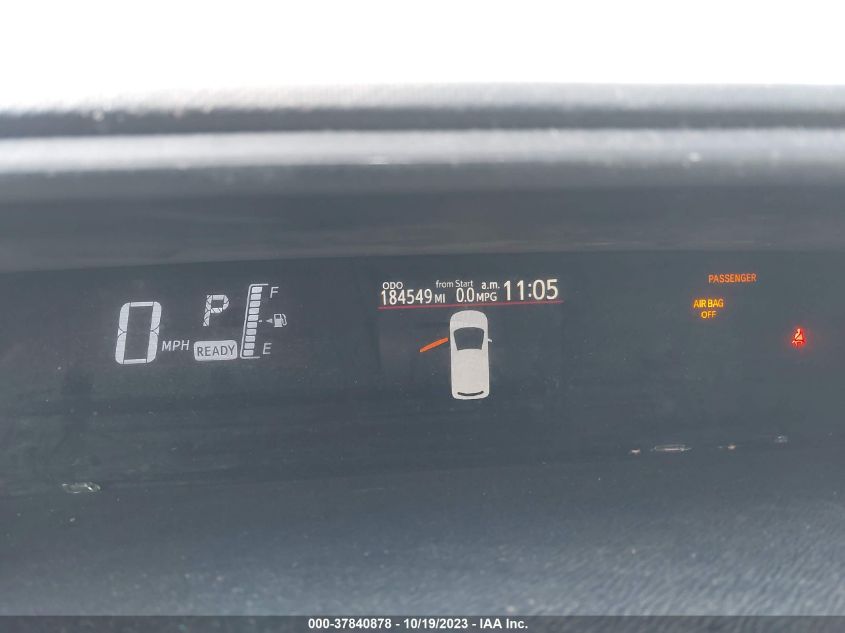 0 MPH
P
READY
F
E
ODO from Start a.m.
184549 MI 0.0 MPG 11:05
PASSENGER
AIR BAG
OFF
000-37840878 - 10/19/2023 - IAA Inc.